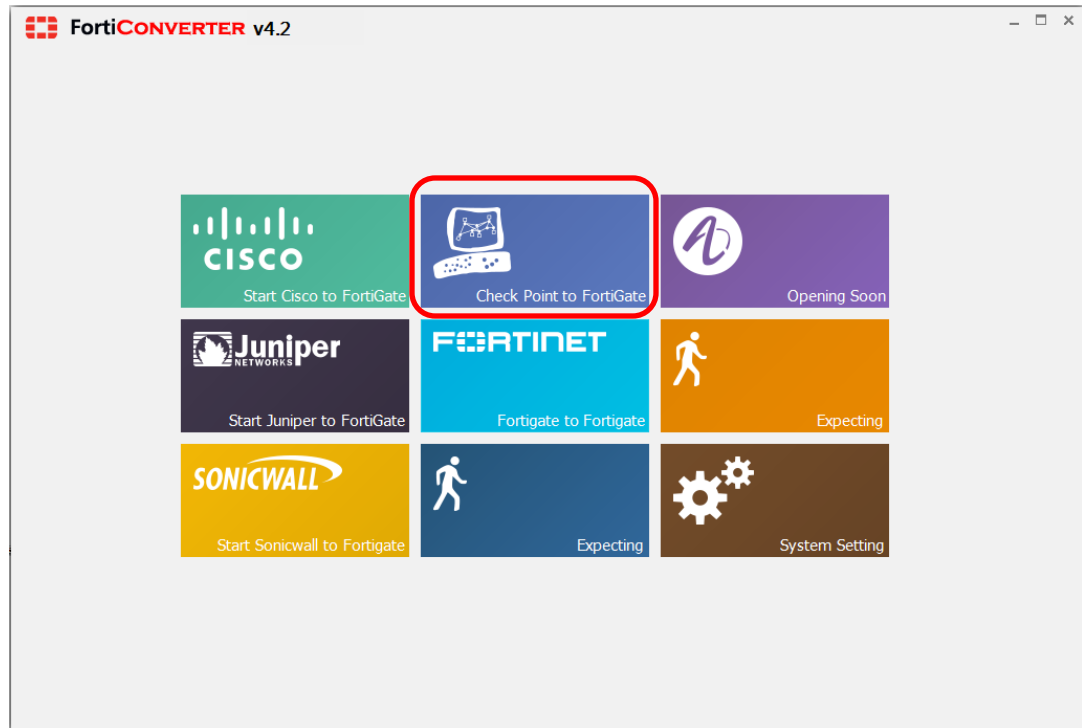 FortiCONVERTER v4.2
CISCO
Start Cisco to FortiGate
Check Point to FortiGate
Opening Soon
Juniper
NETWORKS
Start Juniper to FortiGate
FORTINET
Fortigate to Fortigate
Expecting
SONICWALL
Start Sonicwall to Fortigate
Expecting
System Setting